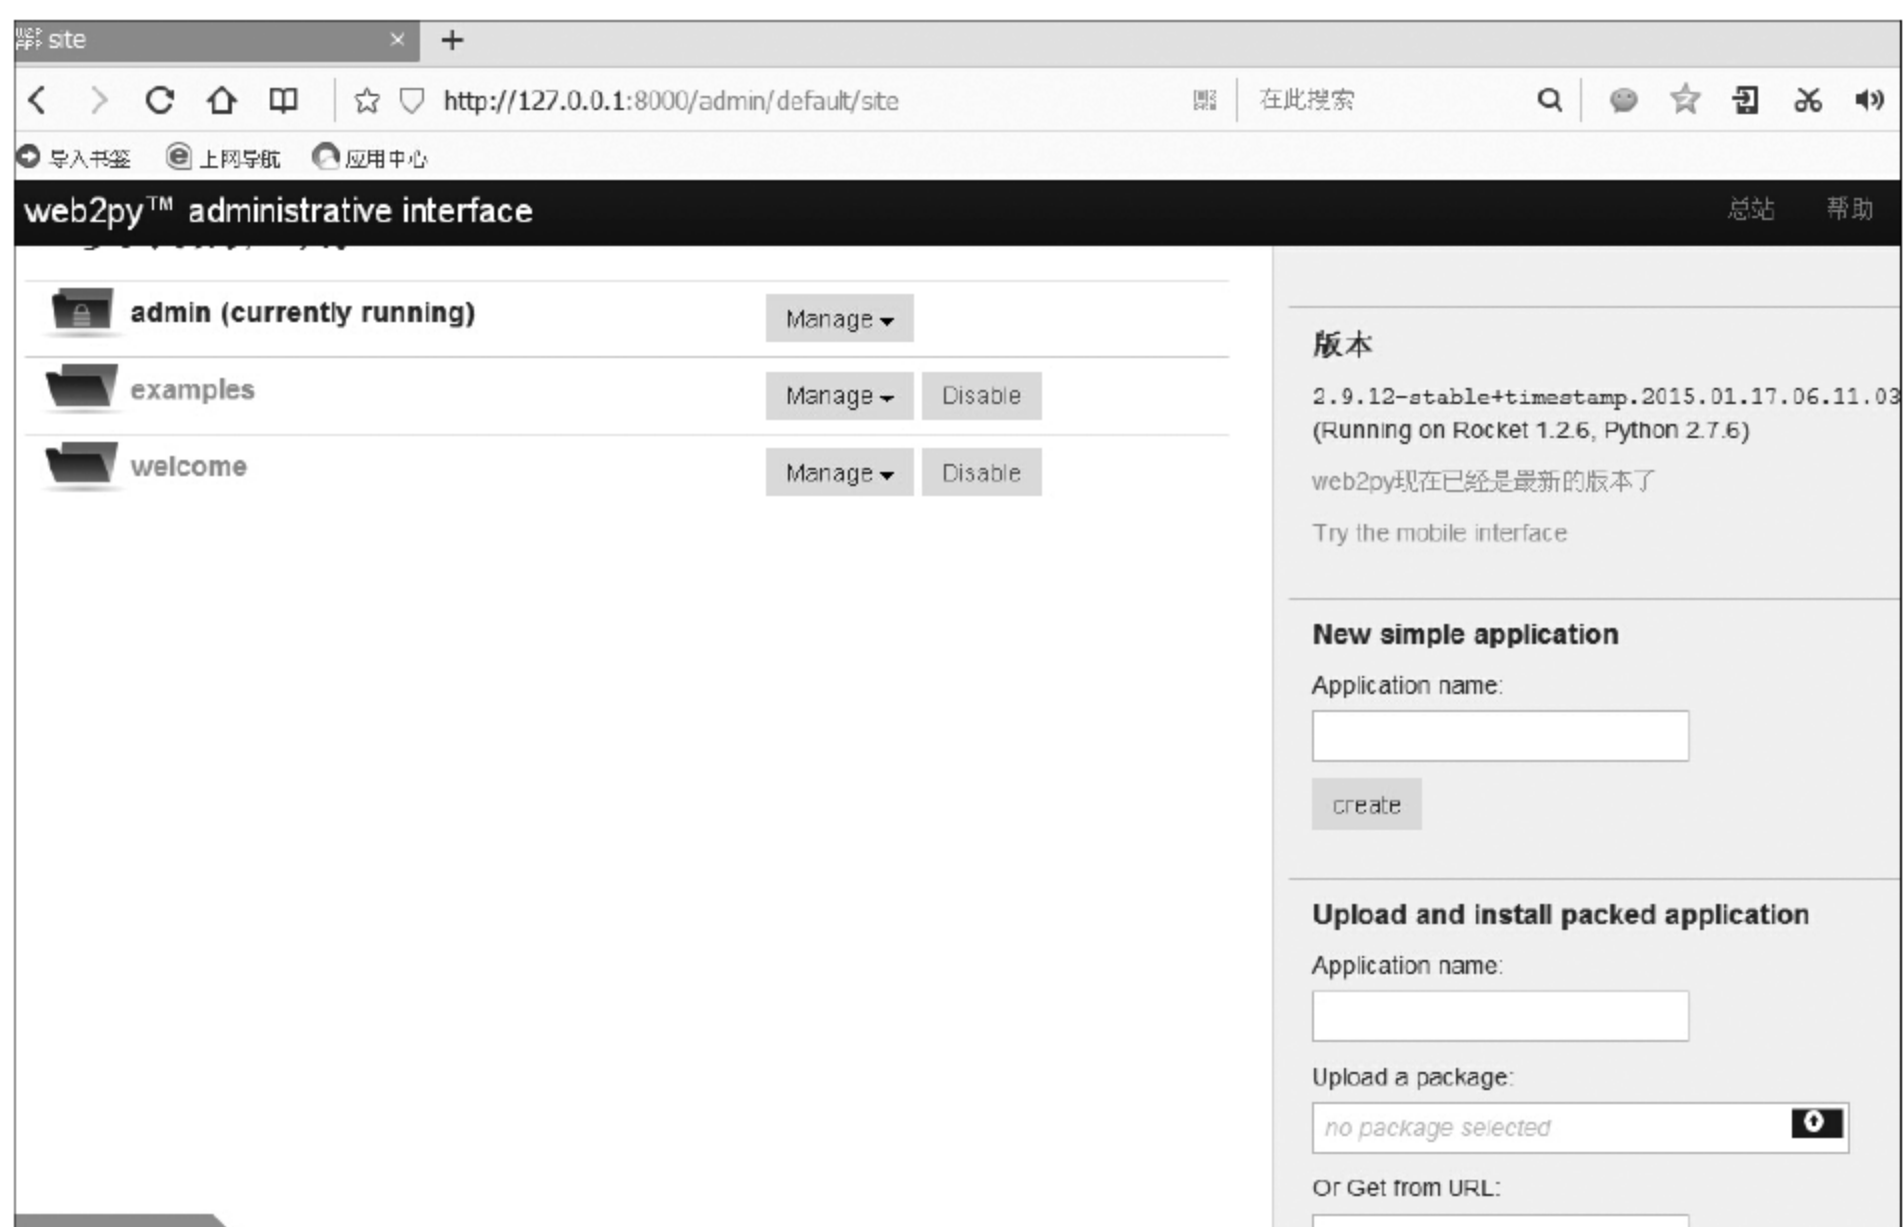 site
http://127.0.0.1:8000/admin/default/site
在此搜索
导入书签 上网导航 应用中心
web2py™ administrative interface
总站 帮助
admin (currently running)
Manage
examples
Manage Disable
welcome
Manage Disable
版本
2.9.12-stable+timestamp.2015.01.17.06.11.03
(Running on Rocket 1.2.6, Python 2.7.6)
web2py现在已经是最新的版本了
Try the mobile interface
New simple application
Application name:
create
Upload and install packed application
Application name:
Upload a package:
no package selected
Or Get from URL: